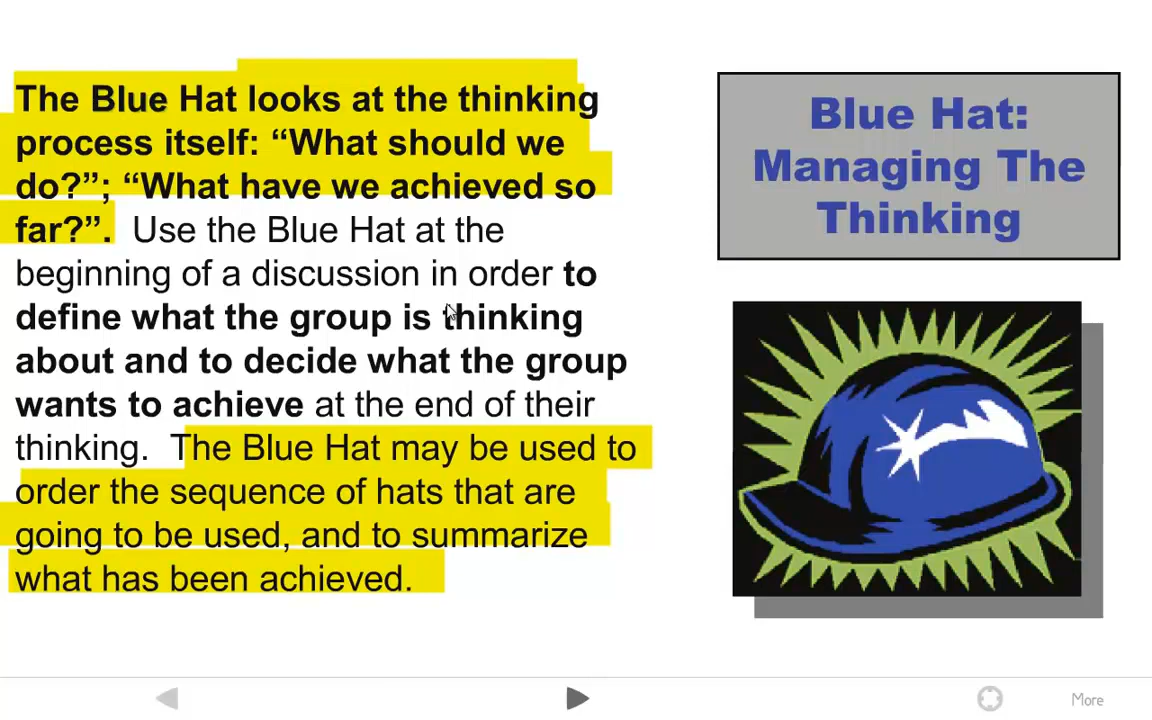 The Blue Hat looks at the thinking
process itself: “What should we
do?”; “What have we achieved so
far?”.  Use the Blue Hat at the
beginning of a discussion in order to
define what the group is thinking
about and to decide what the group
wants to achieve at the end of their
thinking.  The Blue Hat may be used to
order the sequence of hats that are
going to be used, and to summarize
what has been achieved.
Blue Hat:
Managing The
Thinking
More